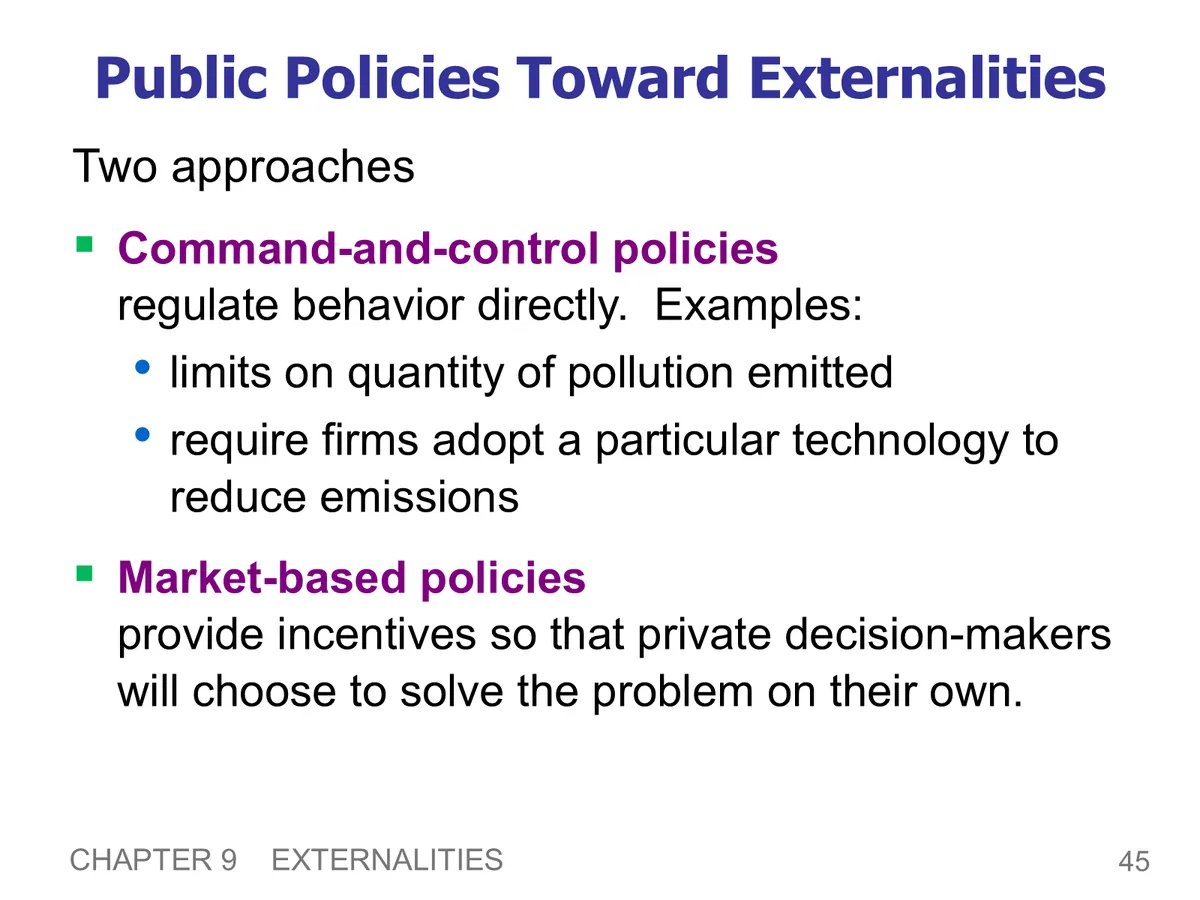 Public Policies Toward Externalities
Two approaches
Command-and-control policies
regulate behavior directly.  Examples:
limits on quantity of pollution emitted
require firms adopt a particular technology to
reduce emissions
Market-based policies
provide incentives so that private decision-makers
will choose to solve the problem on their own.
CHAPTER 9    EXTERNALITIES
45